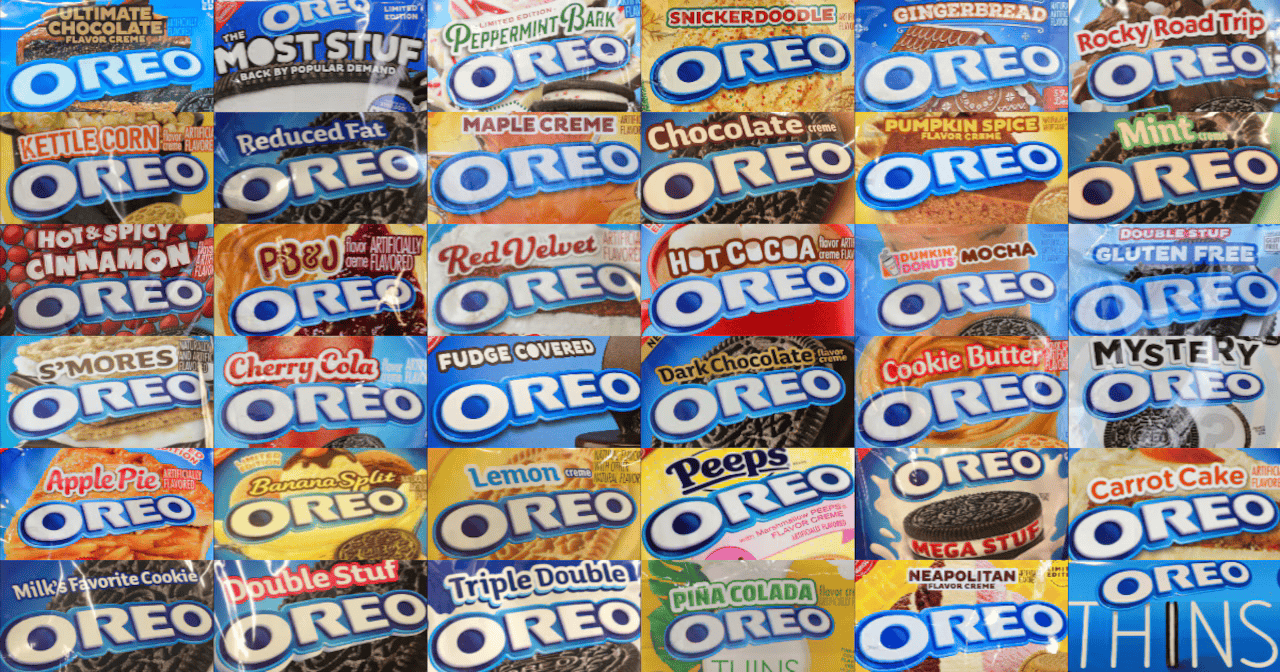 ULTIMATE
CHOCOLATE
FLAVOR CREME
OREO
OREO
LIMITED
EDITION
THE
MOST STUF
BACK BY POPULAR DEMAND
LIMITED EDITION
PEPPERMINT BARK
OREO
SNICKERDOODLE
OREO
GINGERBREAD
OREO
Rocky Road Trip
OREO
KETTLE CORN
flavor
creme
OREO
Reduced Fat
OREO
MAPLE CREME
OREO
Chocolate creme
OREO
PUMPKIN SPICE
FLAVOR CREME
OREO
Mint creme
OREO
HOT & SPICY
CINNAMON
OREO
PB&J
flavor ARTIFICIALLY
creme FLAVORED
OREO
Red Velvet
OREO
HOT COCOA
flavor
creme
OREO
DUNKIN'
DONUTS
MOCHA
OREO
DOUBLE STUF
GLUTEN FREE
OREO
S'MORES
OREO
Cherry Cola
OREO
FUDGE COVERED
OREO
Dark Chocolate flavor
creme
OREO
Cookie Butter
OREO
MYSTERY
OREO
Apple Pie
ARTIFICIALLY
FLAVORED
OREO
LIMITED
EDITION
Banana Split
OREO
Lemon creme
OREO
Peeps
OREO
with Marshmallow PEEPS
FLAVOR CREME
ARTIFICIALLY FLAVORED
OREO
MEGA STUF
Carrot Cake
OREO
Milk's Favorite Cookie
OREO
Double Stuf
OREO
Triple Double
OREO
PIÑA COLADA
OREO
THINS
NEAPOLITAN
FLAVOR CREME
OREO
OREO
THINS